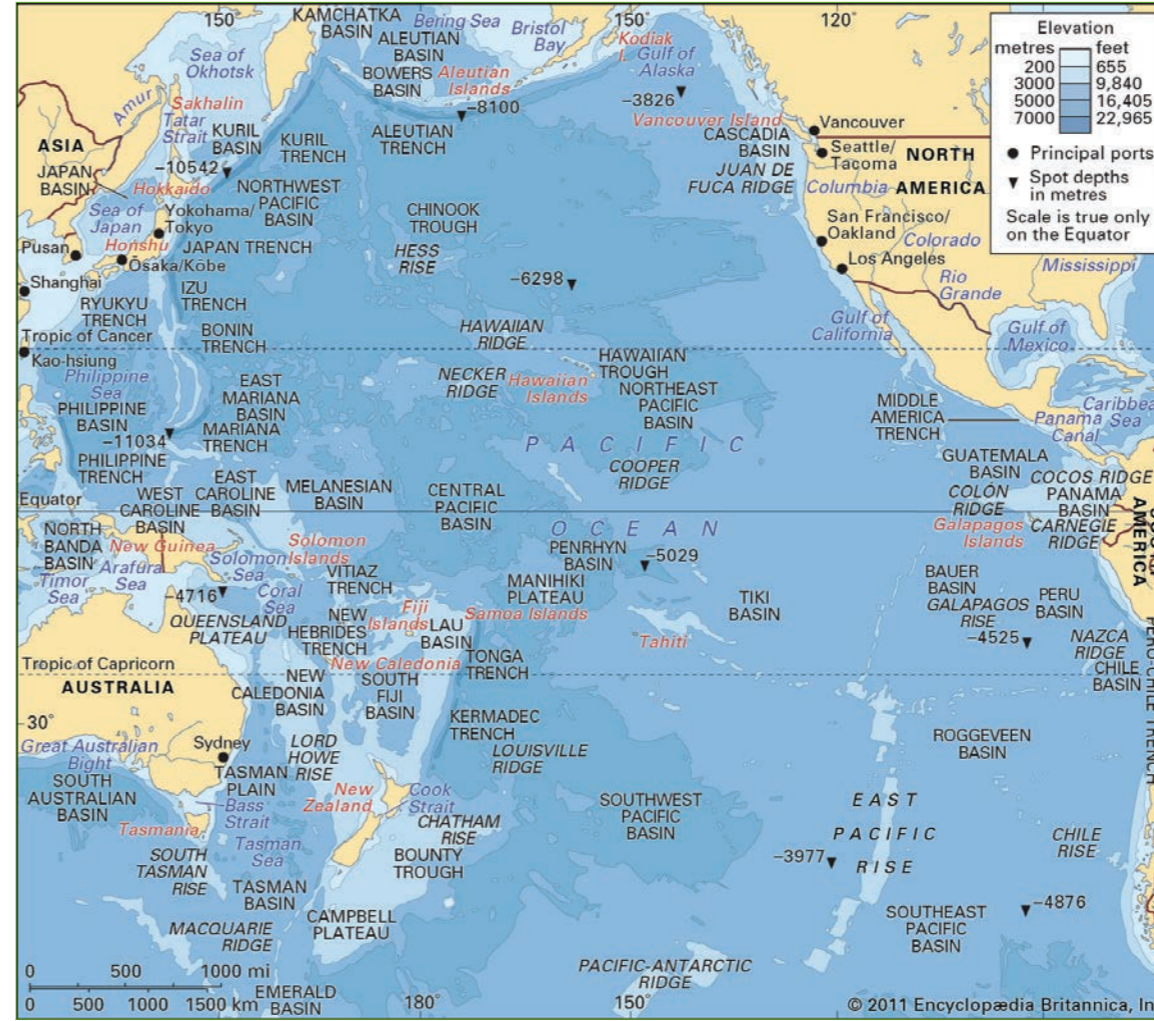 150°
KAMCHATKA
BASIN
Bering Sea
ALEUTIAN
BASIN
Bristol
Bay
150°
Kodiak
I.
Gulf of
Alaska
120°
Elevation
metres feet
200 655
3000 9,840
5000 16,405
7000 22,965
Principal ports
Spot depths
in metres
Scale is true only
on the Equator
Sea of
Okhotsk
BOWERS
BASIN
Aleutian
Islands
−8100
−3826
Vancouver Island
Vancouver
Amur
Sakhalin
Tatar
Strait
KURIL
BASIN
KURIL
TRENCH
ALEUTIAN
TRENCH
CASCADIA
BASIN
Seattle/
Tacoma
NORTH
AMERICA
ASIA
JAPAN
BASIN
−10542
Hokkaido
NORTHWEST
PACIFIC
BASIN
JUAN DE
FUCA RIDGE
Columbia
Sea of
Japan
Yokohama/
Tokyo
CHINOOK
TROUGH
San Francisco/
Oakland
Colorado
Pusan
Honshu
JAPAN TRENCH
HESS
RISE
Los Angeles
Mississippi
Ōsaka/Kōbe
Shanghai
IZU
TRENCH
−6298
Rio
Grande
RYUKYU
TRENCH
BONIN
TRENCH
HAWAIIAN
RIDGE
Gulf of
California
Gulf of
Mexico
Tropic of Cancer
Kao-hsiung
HAWAIIAN
TROUGH
Philippine
Sea
EAST
MARIANA
BASIN
NECKER
RIDGE
Hawaiian
Islands
NORTHEAST
PACIFIC
BASIN
MIDDLE
AMERICA
TRENCH
Caribbea
Sea
Panama
Canal
PHILIPPINE
BASIN
−11034
MARIANA
TRENCH
PACIFIC
PHILIPPINE
TRENCH
COOPER
RIDGE
GUATEMALA
BASIN
COCOS RIDGE
Equator
WEST
CAROLINE
BASIN
EAST
CAROLINE
BASIN
MELANESIAN
BASIN
CENTRAL
PACIFIC
BASIN
COLÓN
RIDGE
PANAMA
BASIN
OCEAN
NORTH
BANDA
BASIN
New Guinea
Solomon
Sea
Solomon
Islands
PENRHYN
BASIN
−5029
Galapagos
Islands
CARNEGIE
RIDGE
AMERICA
Timor
Sea
Arafura
Sea
−4716
Coral
Sea
VITIAZ
TRENCH
MANIHIKI
PLATEAU
BAUER
BASIN
QUEENSLAND
PLATEAU
NEW
HEBRIDES
TRENCH
Fiji
Islands
LAU
BASIN
Samoa Islands
TIKI
BASIN
GALAPAGOS
RISE
PERU
BASIN
Tahiti
−4525
NAZCA
RIDGE
Tropic of Capricorn
AUSTRALIA
New Caledonia
TONGA
TRENCH
CHILE
BASIN
PERU-CHILE TRENCH
NEW
CALEDONIA
BASIN
SOUTH
FIJI
BASIN
−30°
KERMADEC
TRENCH
Great Australian
Bight
Sydney
LORD
HOWE
RISE
LOUISVILLE
RIDGE
ROGGEVEEN
BASIN
SOUTH
AUSTRALIAN
BASIN
TASMAN
PLAIN
Bass
Strait
New
Zealand
Cook
Strait
SOUTHWEST
PACIFIC
BASIN
EAST
PACIFIC
RISE
Tasmania
CHATHAM
RISE
CHILE
RISE
Tasman
Sea
SOUTH
TASMAN
RISE
BOUNTY
TROUGH
−3977
TASMAN
BASIN
CAMPBELL
PLATEAU
−4876
SOUTHEAST
PACIFIC
BASIN
MACQUARIE
RIDGE
PACIFIC-ANTARCTIC
RIDGE
0 500 1000 mi
0 500 1000 1500 km
EMERALD
BASIN
180°
150°
© 2011 Encyclopædia Britannica, In